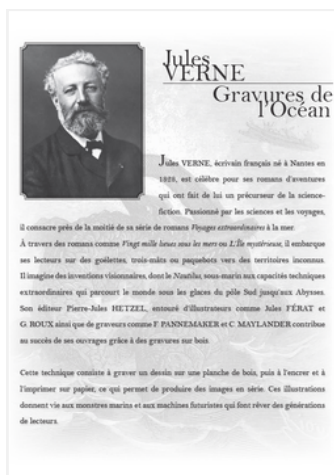 Jules
VERNE
Gravures de
l'Océan
Jules VERNE, écrivain français né à Nantes en
1828, est célèbre pour ses romans d'aventures
qui ont fait de lui un précurseur de la science-
fiction. Passionné par les sciences et les voyages,
il consacre près de la moitié de sa série de romans Voyages extraordinaires à la mer.
À travers des romans comme Vingt mille lieues sous les mers ou L'Île mystérieuse, il embarque
ses lecteurs sur des goélettes, trois-mâts ou paquebots vers des territoires inconnus.
Il imagine des inventions visionnaires, dont le Nautilus, sous-marin aux capacités techniques
extraordinaires qui parcourt le monde sous les glaces du pôle Sud jusqu'aux Abysses.
Son éditeur Pierre-Jules HETZEL, entouré d'illustrateurs comme Jules FÉRAT et
G. ROUX ainsi que de graveurs comme F. PANNEMAKER et C. MAYLANDER contribue
au succès de ses ouvrages grâce à des gravures sur bois.
Cette technique consiste à graver un dessin sur une planche de bois, puis à l'encrer et à
l'imprimer sur papier, ce qui permet de produire des images en série. Ces illustrations
donnent vie aux monstres marins et aux machines futuristes qui font rêver des générations
de lecteurs.